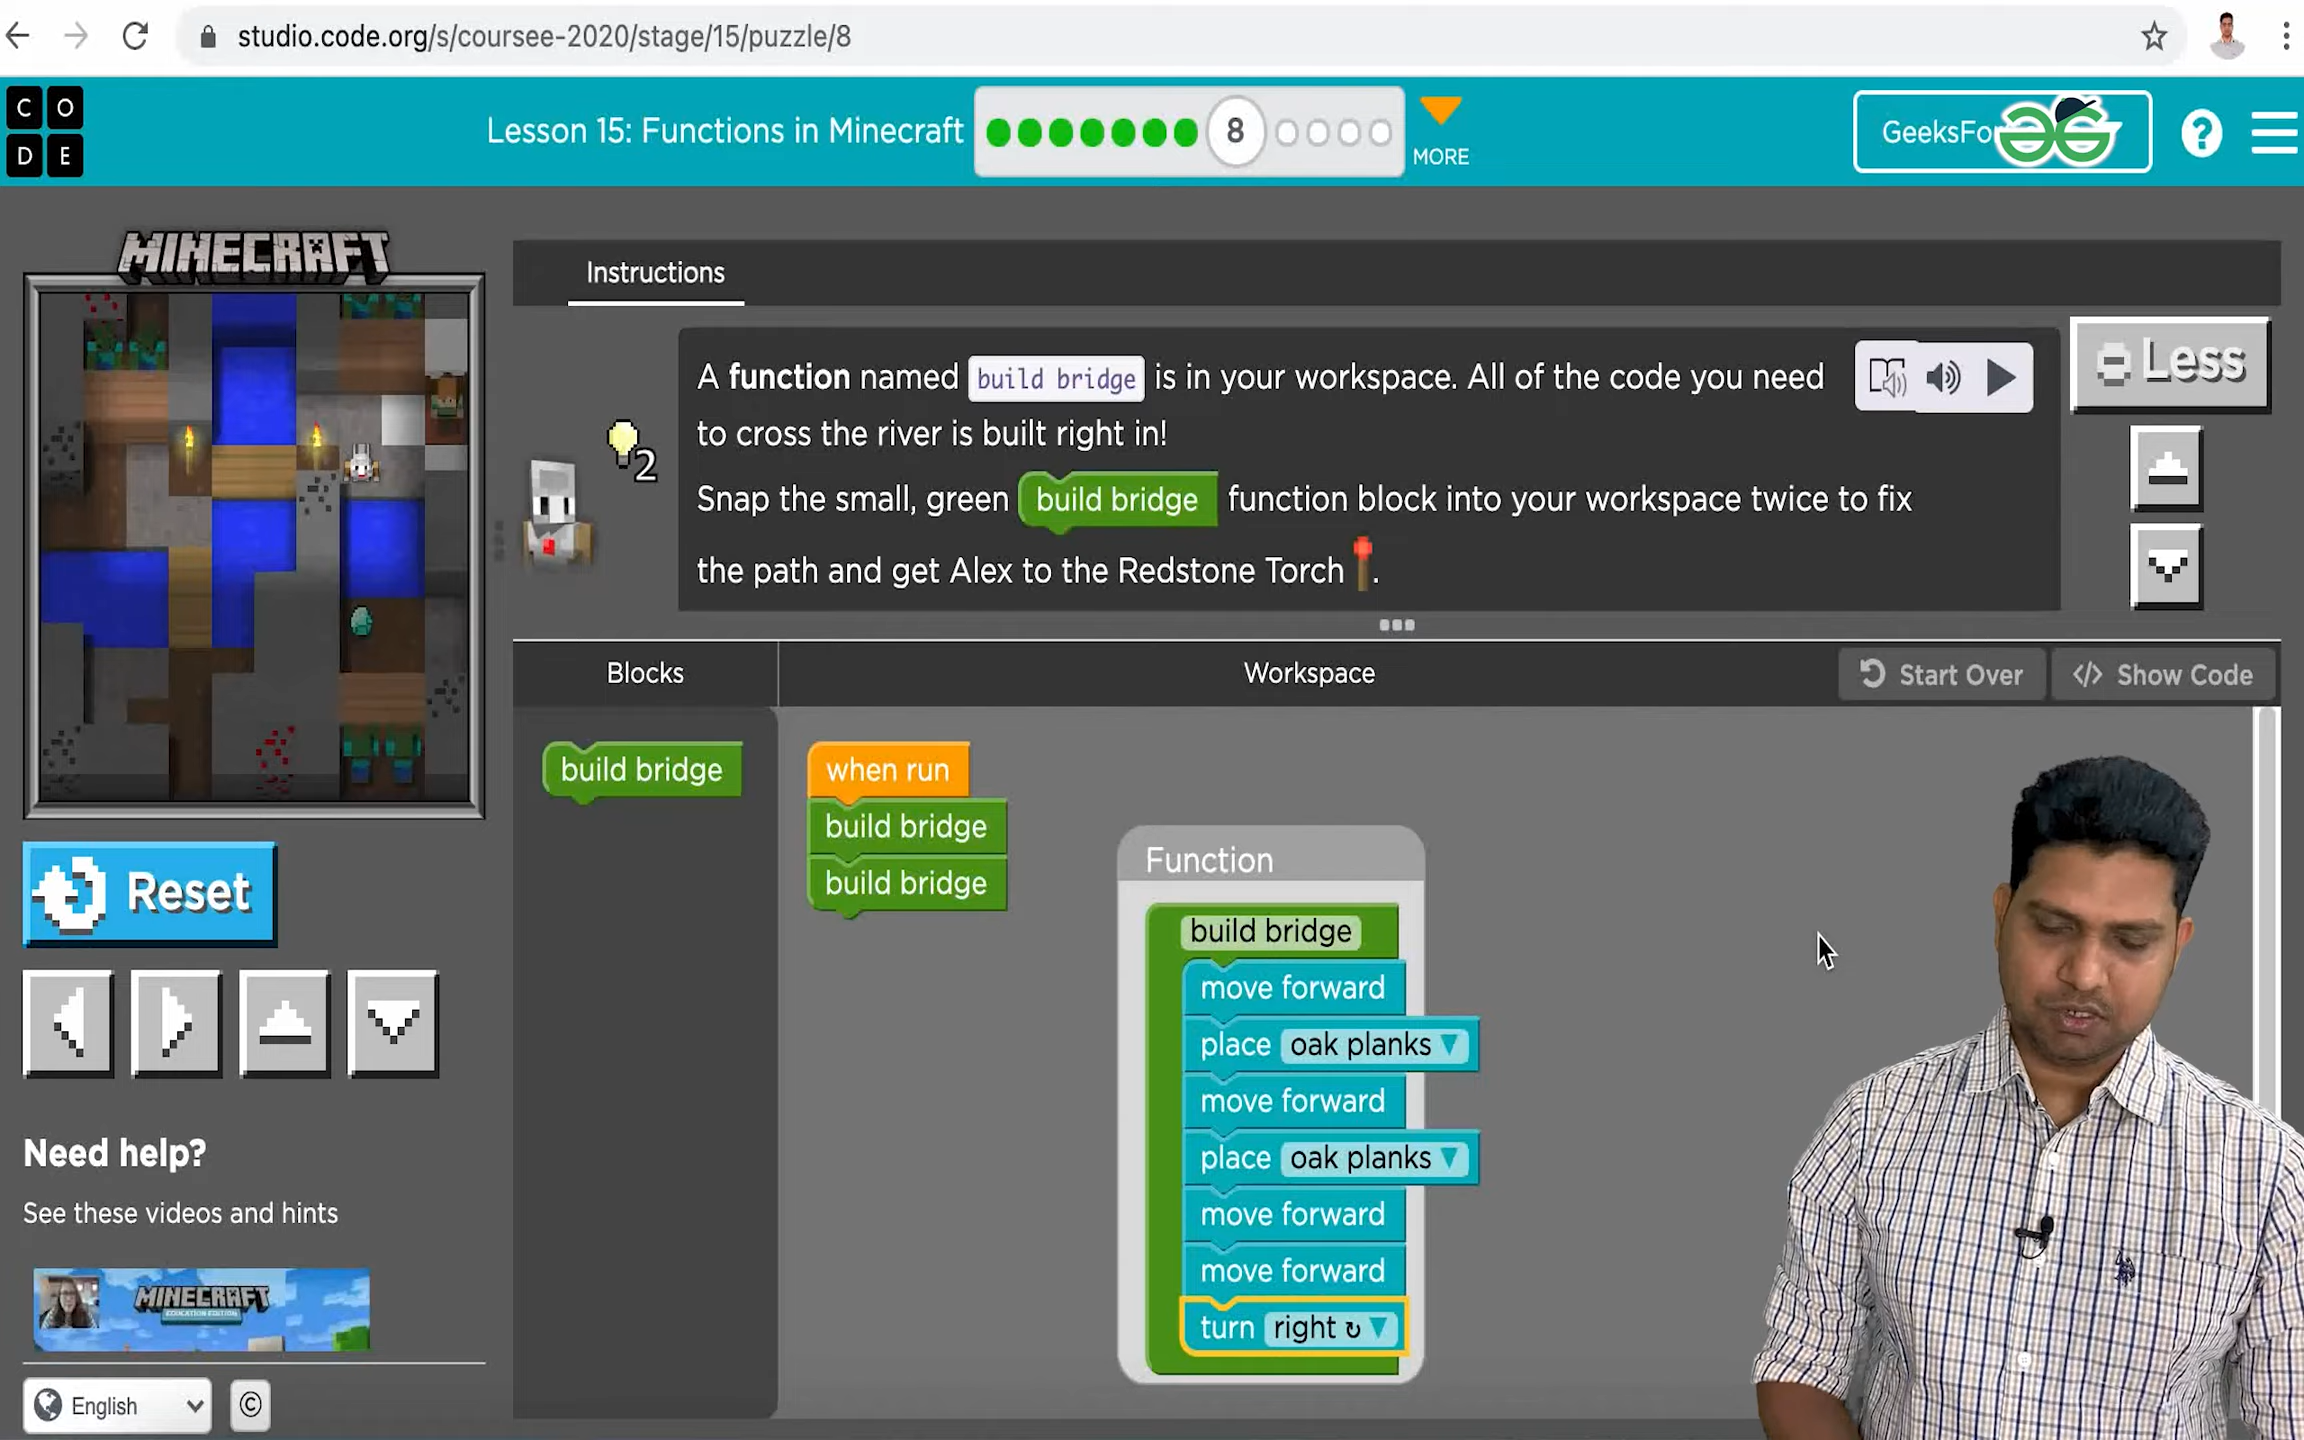 studio.code.org/s/coursee-2020/stage/15/puzzle/8
C O
D E
Lesson 15: Functions in Minecraft
8
MORE
GeeksFo
?
MINECRAFT
Instructions
A function named build bridge is in your workspace. All of the code you need
to cross the river is built right in!
Snap the small, green build bridge function block into your workspace twice to fix
the path and get Alex to the Redstone Torch .
2
Less
Blocks
Workspace
Start Over
</> Show Code
build bridge
when run
build bridge
build bridge
Function
build bridge
move forward
place oak planks
move forward
place oak planks
move forward
move forward
turn right ↻
Reset
Need help?
See these videos and hints
MINECRAFT
EDUCATION EDITION
English
©